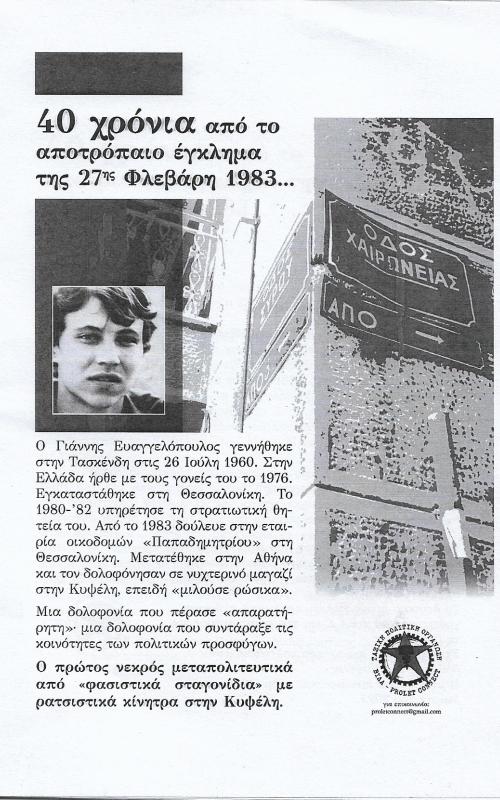 40 χρόνια από το
αποτρόπαιο έγκλημα
της 27ης Φλεβάρη 1983...
ΟΔΟΣ
ΧΑΙΡΩΝΕΙΑΣ
ΑΠΟ
ΣΥΡΟΥ
ΑΠΟ
Ο Γιάννης Ευαγγελόπουλος γεννήθηκε
στην Τασκένδη στις 26 Ιούλη 1960. Στην
Ελλάδα ήρθε με τους γονείς του το 1976.
Εγκαταστάθηκε στη Θεσσαλονίκη. Το
1980-’82 υπηρέτησε τη στρατιωτική θη-
τεία του. Από το 1983 δούλευε στην εται-
ρία οικοδομών «Παπαδημητρίου» στη
Θεσσαλονίκη. Μετατέθηκε στην Αθήνα
και τον δολοφόνησαν σε νυχτερινό μαγαζί
στην Κυψέλη, επειδή «μιλούσε ρώσικα».
Μια δολοφονία που πέρασε «απαρατή-
ρητη»· μια δολοφονία που συντάραξε τις
κοινότητες των πολιτικών προσφύγων.
Ο πρώτος νεκρός μεταπολιτευτικά
από «φασιστικά σταγονίδια» με
ρατσιστικά κίνητρα στην Κυψέλη.
ΤΑΞΙΚΗ ΠΟΛΙΤΙΚΗ ΟΡΓΑΝΩΣΗ
PROLET CONNECT
για επικοινωνία:
proletconnect@gmail.com